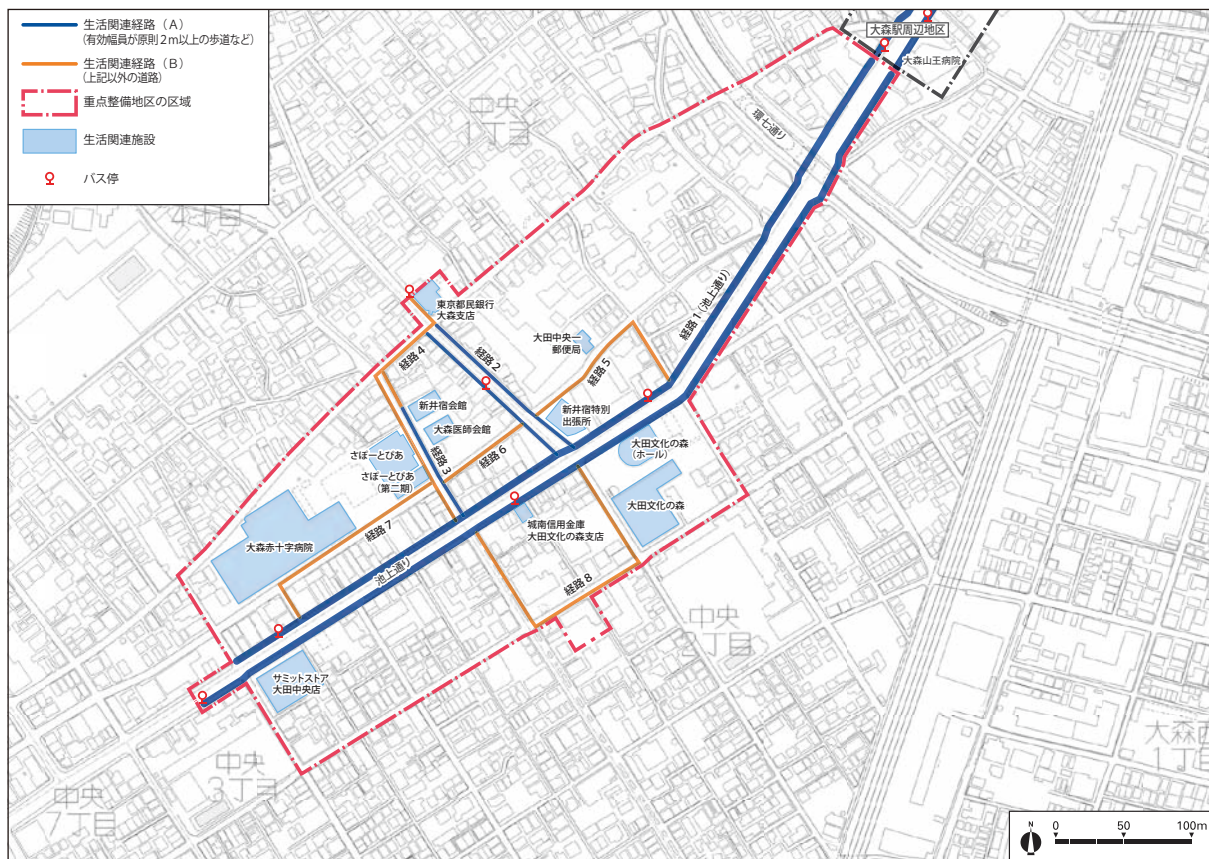 生活関連経路(A)
(有効幅員が原則2m以上の歩道など)
生活関連経路(B)
(上記以外の道路)
重点整備地区の区域
生活関連施設
バス停
大森駅周辺地区
大森山王病院
環七通り
中央
1丁目
4丁目
経路1(池上通り)
東京都民銀行
大森支店
大田中央一
郵便局
経路2
経路4
経路5
新井宿会館
大森医師会館
新井宿特別
出張所
さぽーとぴあ
さぽーとぴあ
(第二期)
経路3
経路6
大田文化の森
(ホール)
大田文化の森
城南信用金庫
大田文化の森支店
大森赤十字病院
経路7
池上通り
経路8
中央
2丁目
サミットストア
大田中央店
大森西
1丁目
中央
3丁目
中央
7丁目
N
0 50 100m